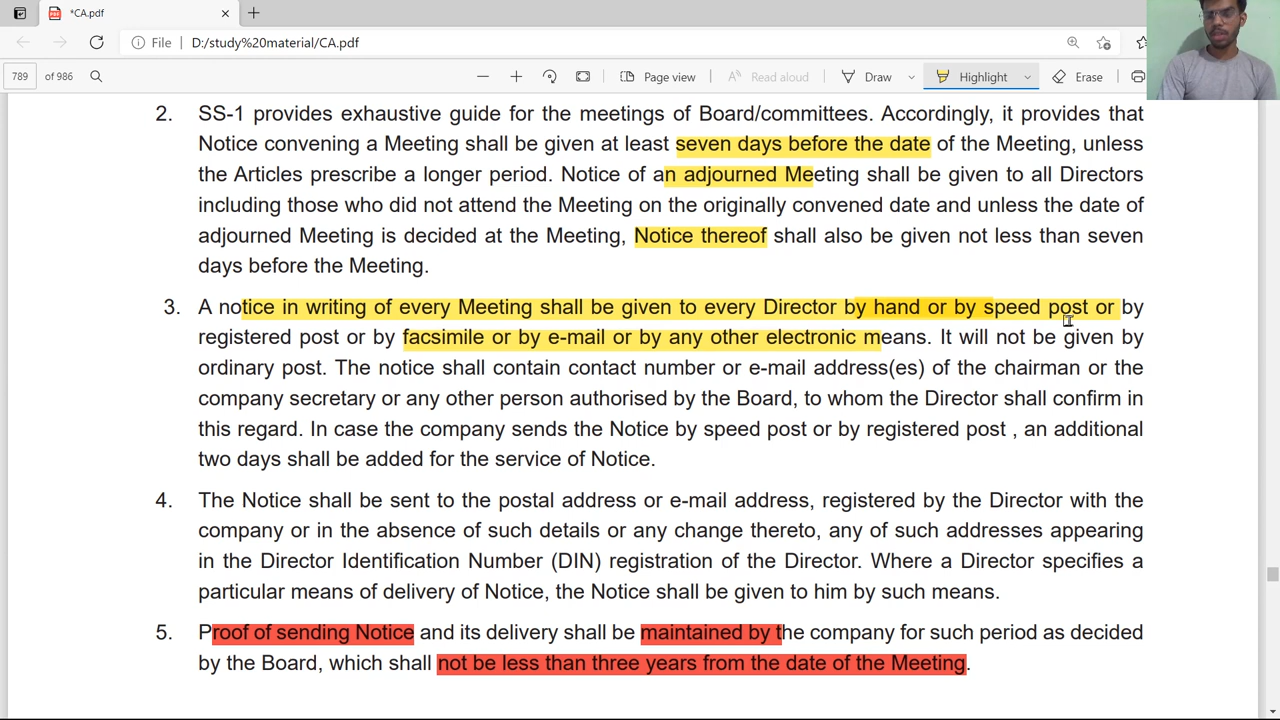 *CA.pdf
File
D:/study%20material/CA.pdf
789 of 986
Page view
Read aloud
Draw
Highlight
Erase
2. SS-1 provides exhaustive guide for the meetings of Board/committees. Accordingly, it provides that
Notice convening a Meeting shall be given at least seven days before the date of the Meeting, unless
the Articles prescribe a longer period. Notice of an adjourned Meeting shall be given to all Directors
including those who did not attend the Meeting on the originally convened date and unless the date of
adjourned Meeting is decided at the Meeting, Notice thereof shall also be given not less than seven
days before the Meeting.
3. A notice in writing of every Meeting shall be given to every Director by hand or by speed post or by
registered post or by facsimile or by e-mail or by any other electronic means. It will not be given by
ordinary post. The notice shall contain contact number or e-mail address(es) of the chairman or the
company secretary or any other person authorised by the Board, to whom the Director shall confirm in
this regard. In case the company sends the Notice by speed post or by registered post , an additional
two days shall be added for the service of Notice.
4. The Notice shall be sent to the postal address or e-mail address, registered by the Director with the
company or in the absence of such details or any change thereto, any of such addresses appearing
in the Director Identification Number (DIN) registration of the Director. Where a Director specifies a
particular means of delivery of Notice, the Notice shall be given to him by such means.
5. Proof of sending Notice and its delivery shall be maintained by the company for such period as decided
by the Board, which shall not be less than three years from the date of the Meeting.